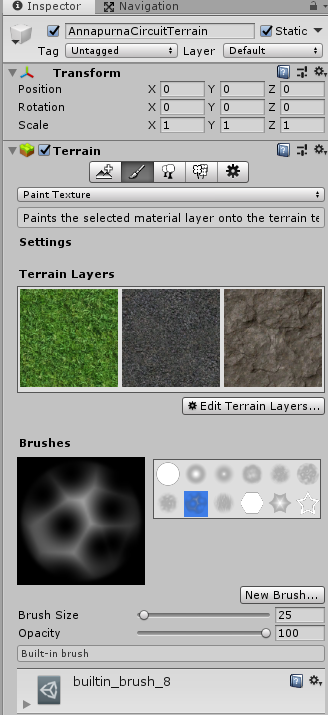 Inspector Navigation
AnnapurnaCircuitTerrain Static
Tag Untagged Layer Default
Transform
Position X 0 Y 0 Z 0
Rotation X 0 Y 0 Z 0
Scale X 1 Y 1 Z 1
Terrain
Paint Texture
Paints the selected material layer onto the terrain te
Settings
Terrain Layers
Edit Terrain Layers...
Brushes
New Brush...
Brush Size 25
Opacity 100
Built-in brush
builtin_brush_8